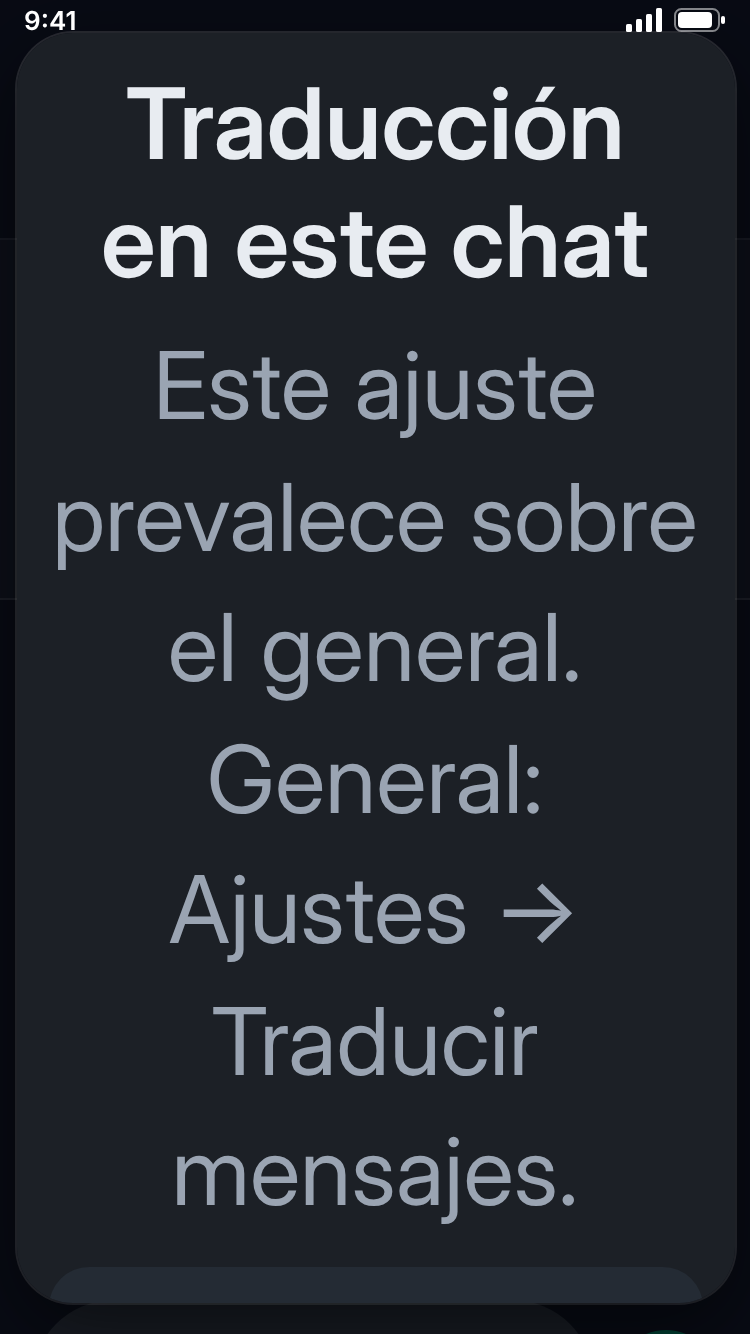 9:41
Traducción
en este chat
Este ajuste
prevalece sobre
el general.
General:
Ajustes →
Traducir
mensajes.